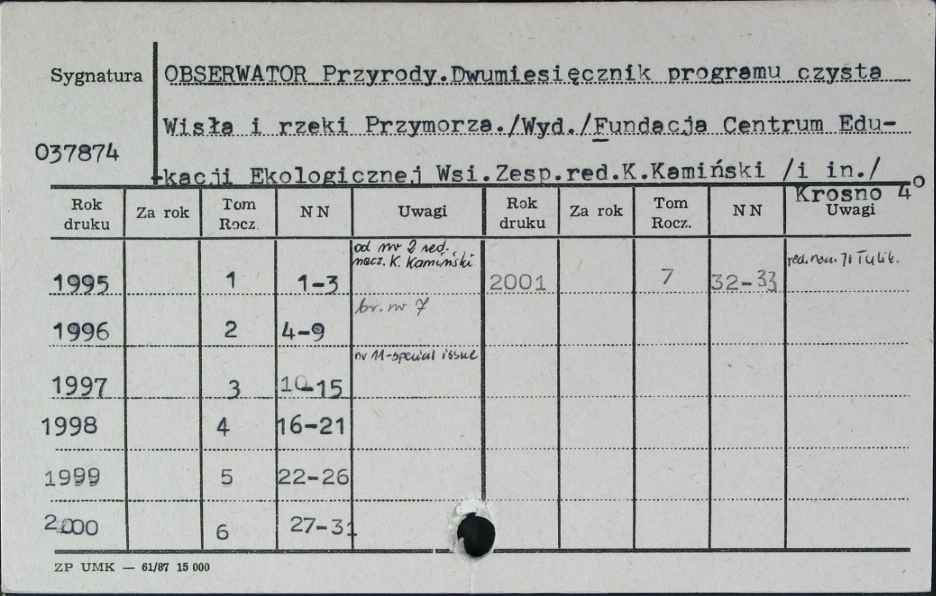 Sygnatura
037874
OBSERWATOR Przyrody.Dwumiesięcznik programu czysta
Wisła i rzeki Przymorza./Wyd./Fundacja Centrum Edu-
kacji Ekologicznej Wsi.Zesp.red.K.Kamiński /i in./
Krosno 4°
Rok druku Za rok Tom Rocz. NN Uwagi Rok druku Za rok Tom Rocz. NN Uwagi
1995 1 1-3 od nr 2 red. nacz. K. Kamiński 2001 7 32-33 red. nacz.
1996 2 4-9 br. nr 7
1997 3 10-15 nr 11-special issue
1998 4 16-21
1999 5 22-26
2000 6 27-31
ZP UMK — 61/87 15 000